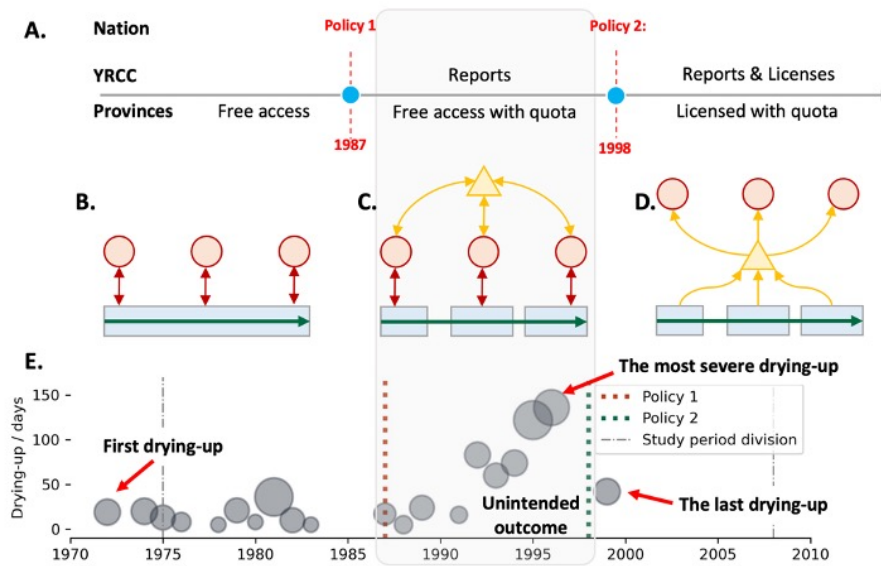 A.
Nation
Policy 1
Policy 2:
YRCC
Reports
Reports & Licenses
Provinces
Free access
Free access with quota
Licensed with quota
1987
1998
B.
C.
D.
E.
The most severe drying-up
150
100
50
0
Drying-up / days
First drying-up
Policy 1
Policy 2
Study period division
Unintended
outcome
The last drying-up
1970
1975
1980
1985
1990
1995
2000
2005
2010